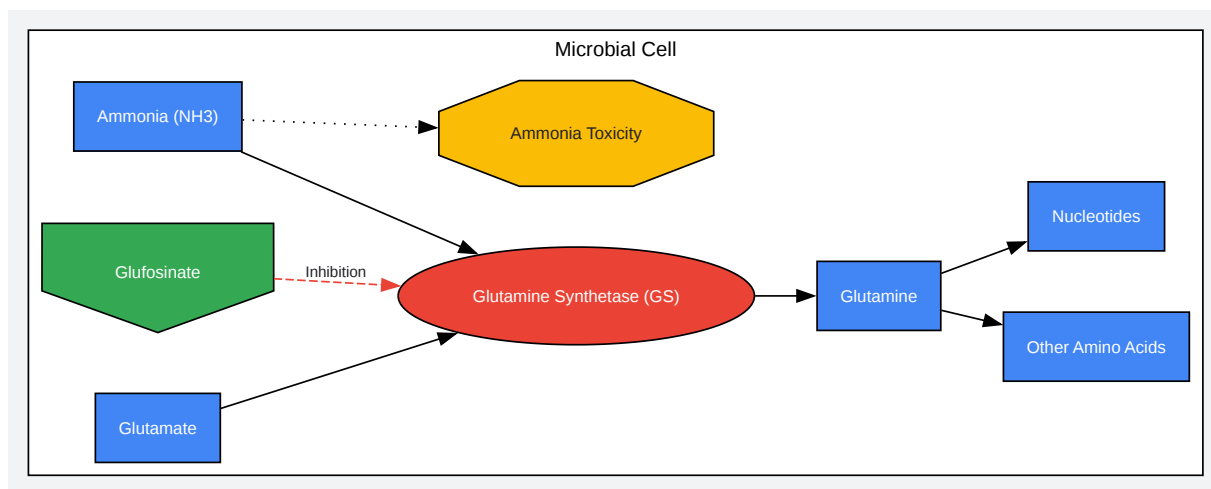 Microbial Cell
Ammonia (NH3)
Ammonia Toxicity
Nucleotides
Glufosinate
Inhibition
Glutamine Synthetase (GS)
Glutamine
Other Amino Acids
Glutamate